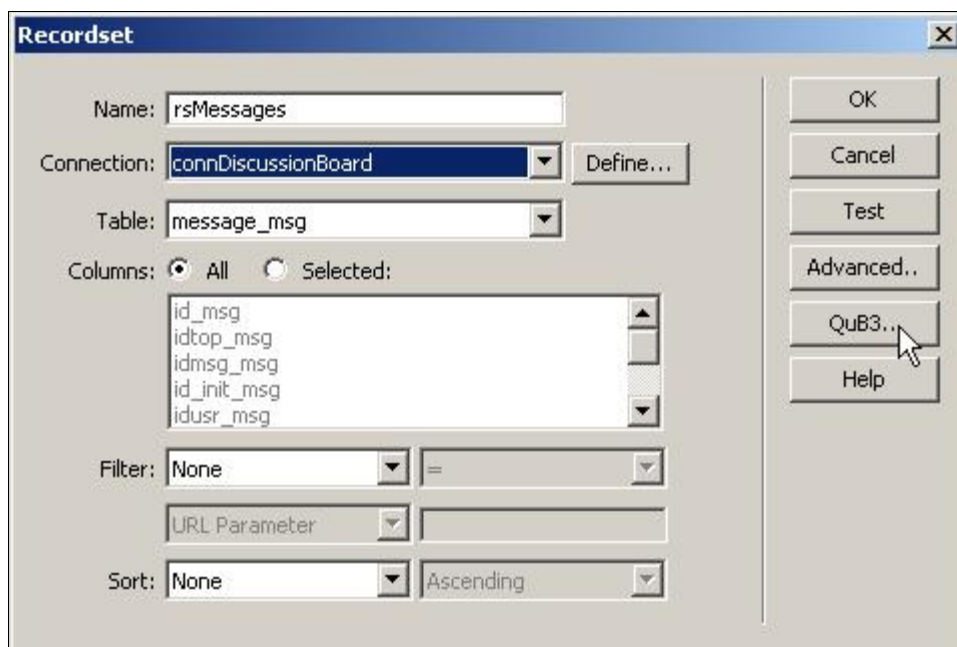 Recordset
Name: rsMessages
Connection: connDiscussionBoard Define...
Table: message_msg
Columns: All Selected:
id_msg
idtop_msg
idmsg_msg
id_init_msg
idusr_msg
Filter: None =
URL Parameter
Sort: None Ascending
OK
Cancel
Test
Advanced..
QuB3...
Help